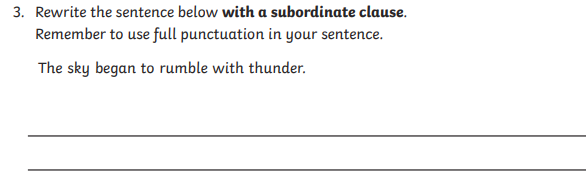 3. Rewrite the sentence below with a subordinate clause.
Remember to use full punctuation in your sentence.
The sky began to rumble with thunder.